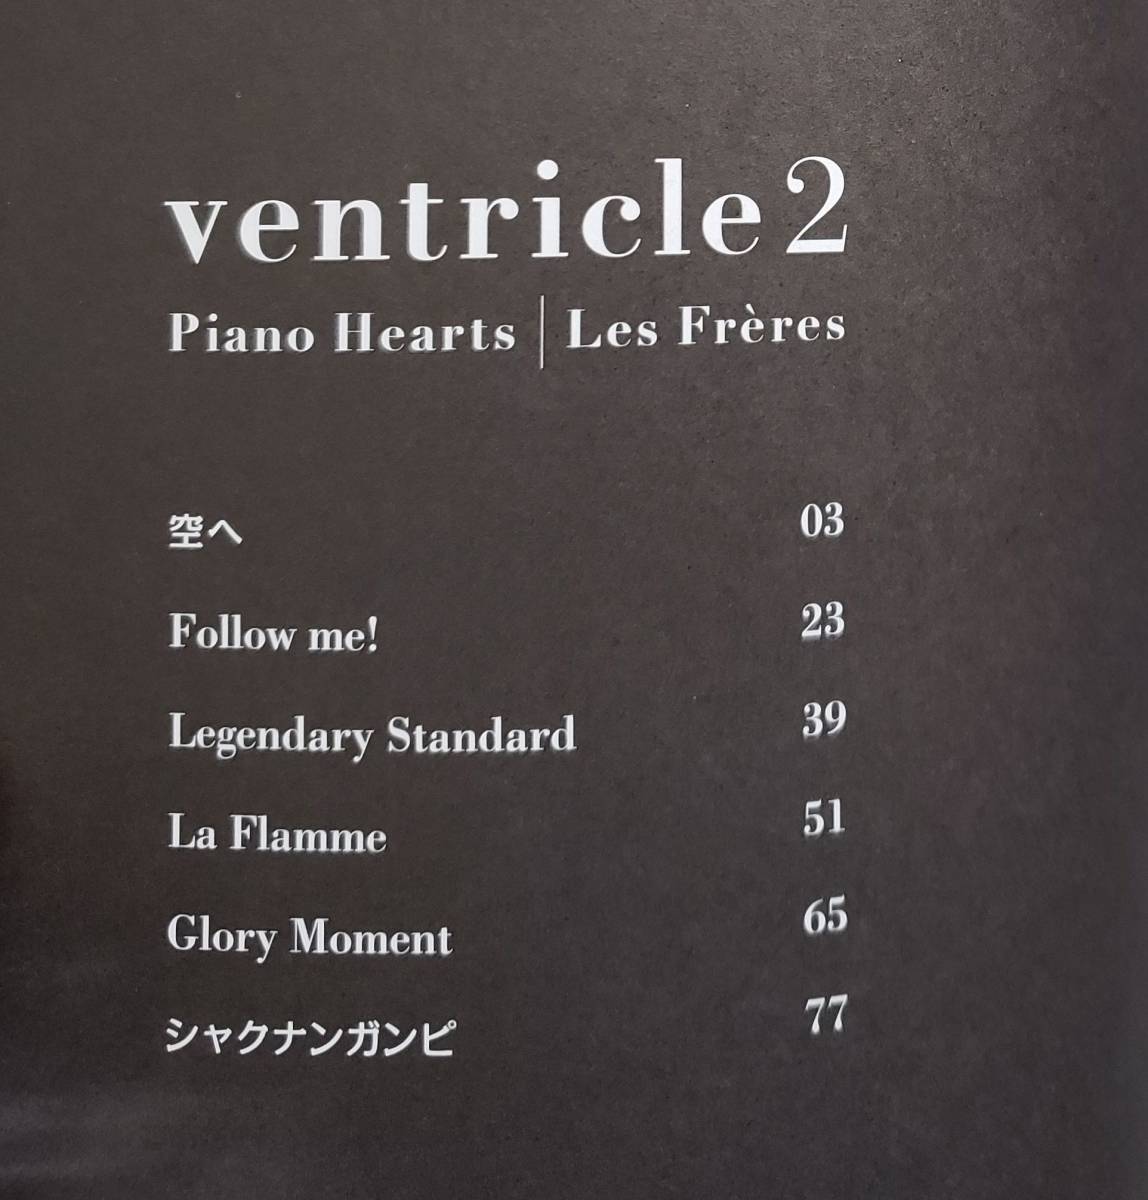 ventricle 2
Piano Hearts | Les Frères
空へ 03
Follow me! 23
Legendary Standard 39
La Flamme 51
Glory Moment 65
シャクナンガンピ 77